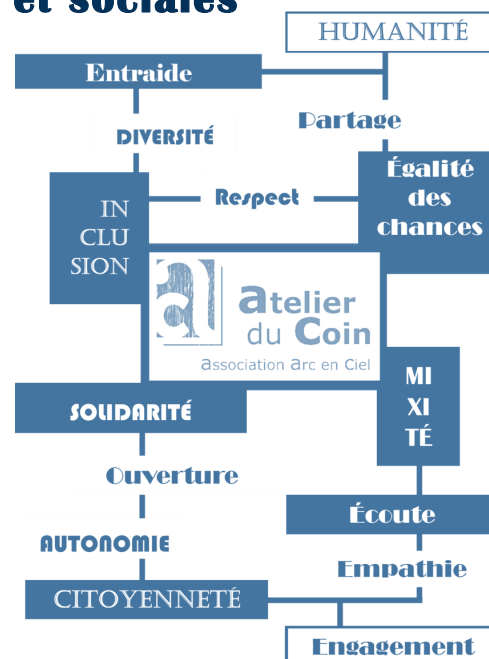 et sociales
HUMANITÉ
Entraide
Partage
DIVERSITÉ
Égalité
des
chances
Respect
IN
CLU
SION
atelier
du Coin
association arc en ciel
MI
XI
TÉ
SOLIDARITÉ
Ouverture
Écoute
AUTONOMIE
Empathie
CITOYENNETÉ
Engagement